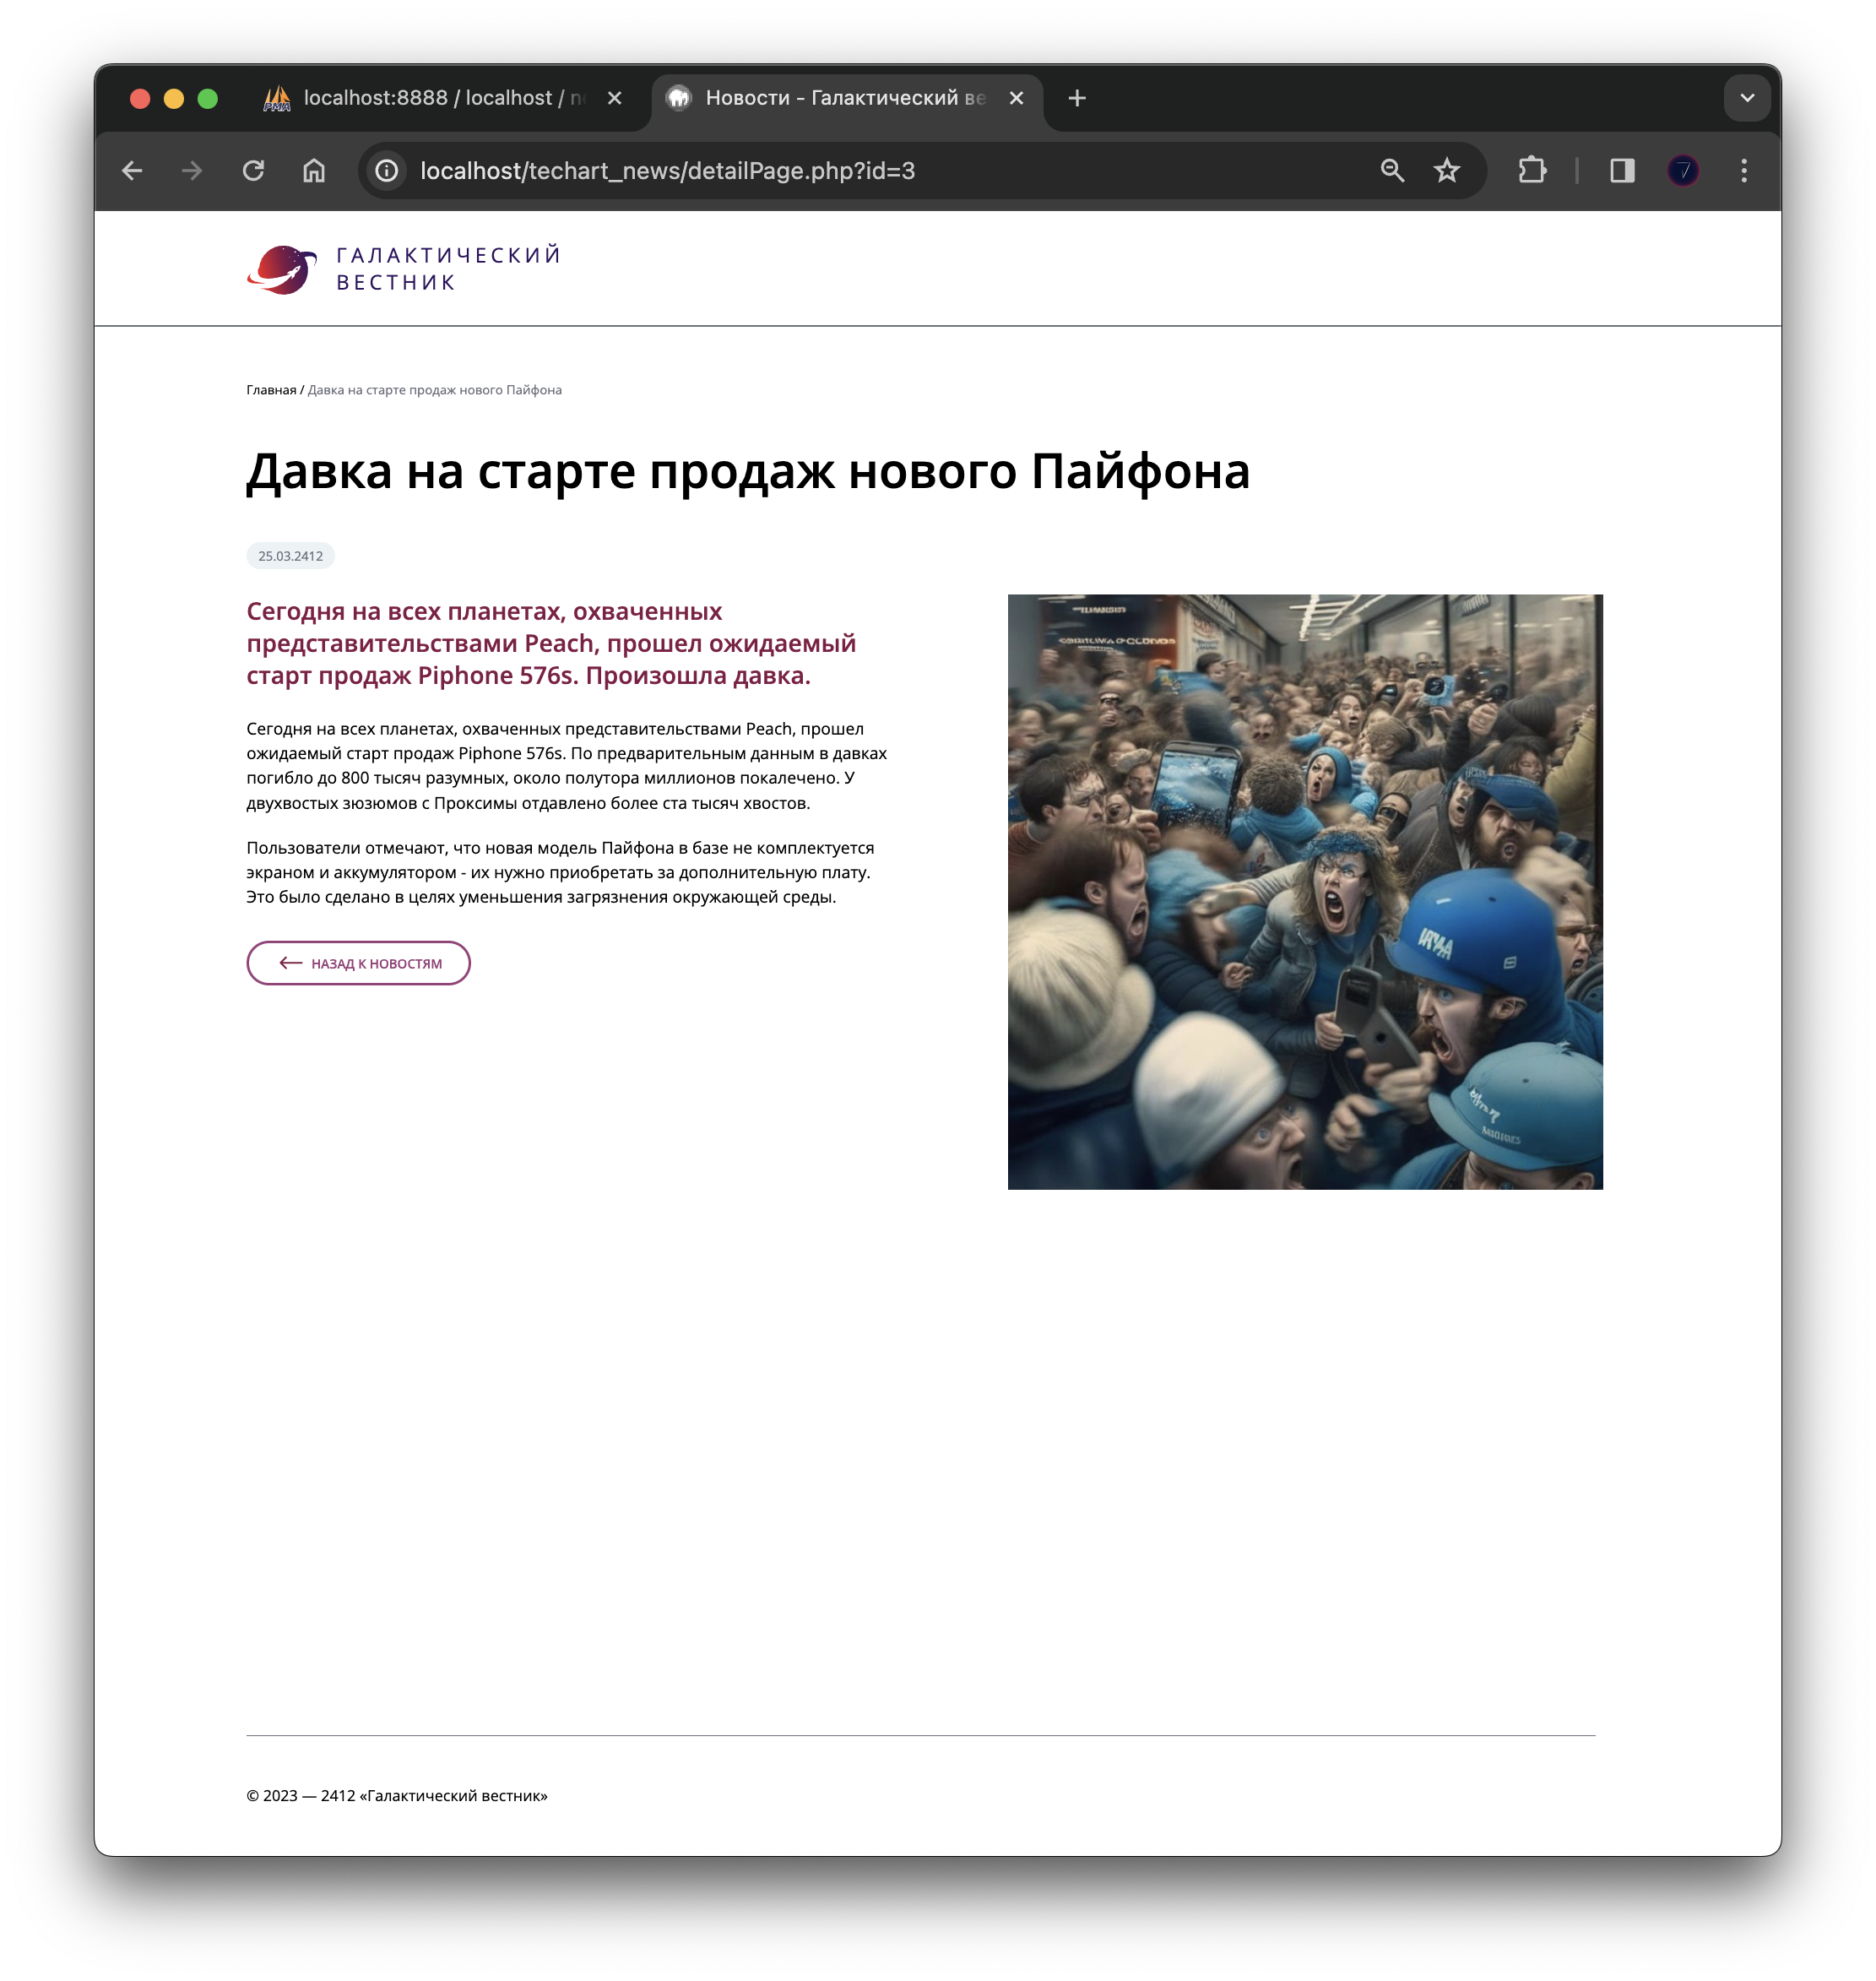 localhost:8888 / localhost /
Новости - Галактический ве
localhost/techart_news/detailPage.php?id=3
ГАЛАКТИЧЕСКИЙ
ВЕСТНИК
Главная / Давка на старте продаж нового Пайфона
Давка на старте продаж нового Пайфона
25.03.2412
Сегодня на всех планетах, охваченных
представительствами Peach, прошел ожидаемый
старт продаж Piphone 576s. Произошла давка.
Сегодня на всех планетах, охваченных представительствами Peach, прошел
ожидаемый старт продаж Piphone 576s. По предварительным данным в давках
погибло до 800 тысяч разумных, около полутора миллионов покалечено. У
двухвостых зюзюмов с Проксимы отдавлено более ста тысяч хвостов.
Пользователи отмечают, что новая модель Пайфона в базе не комплектуется
экраном и аккумулятором - их нужно приобретать за дополнительную плату.
Это было сделано в целях уменьшения загрязнения окружающей среды.
НАЗАД К НОВОСТЯМ
© 2023 — 2412 «Галактический вестник»